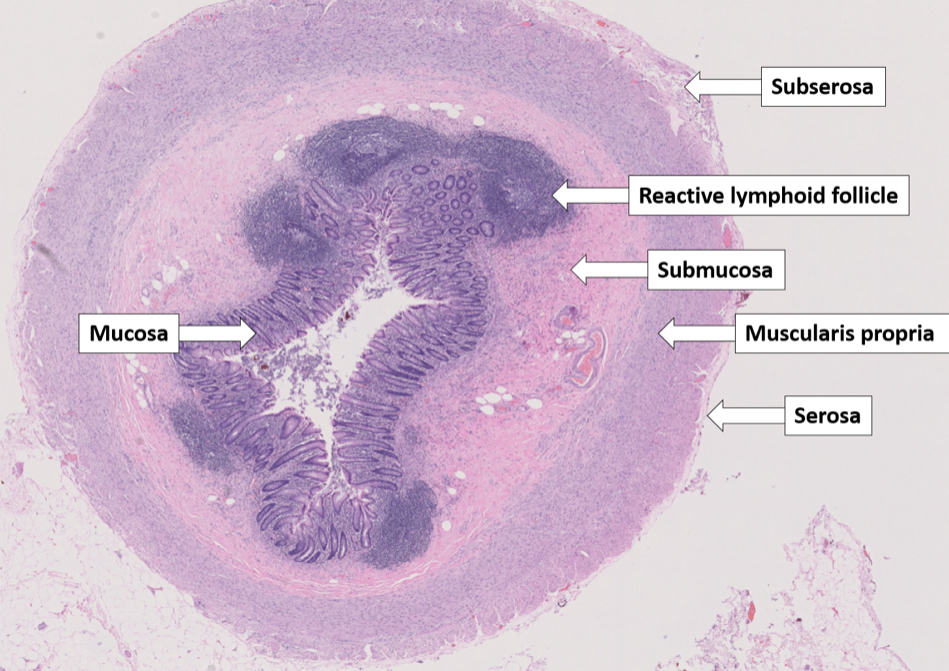 Subserosa
Reactive lymphoid follicle
Submucosa
Mucosa
Muscularis propria
Serosa